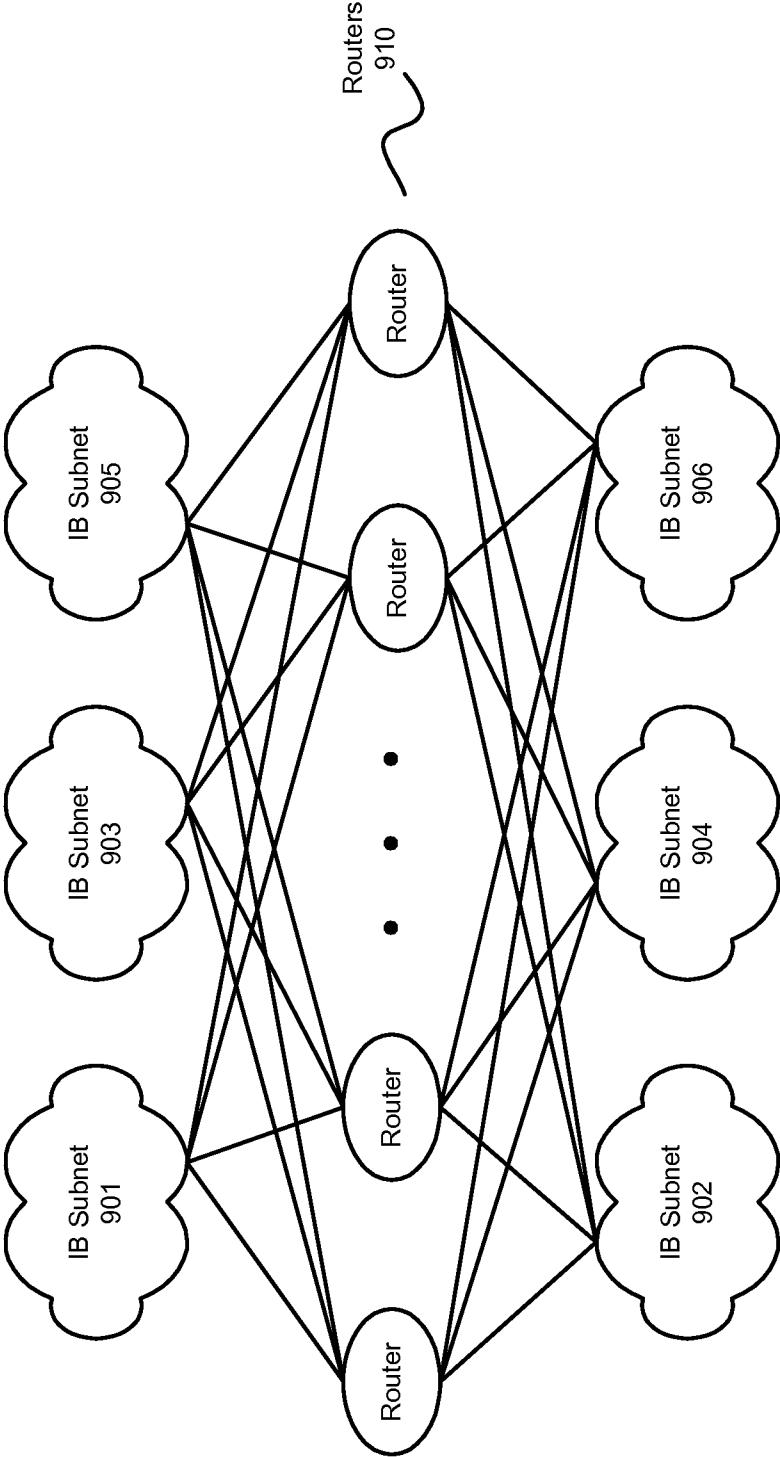 IB Subnet
901
IB Subnet
903
IB Subnet
905
Router
Router
Router
Router
Routers
910
IB Subnet
902
IB Subnet
904
IB Subnet
906